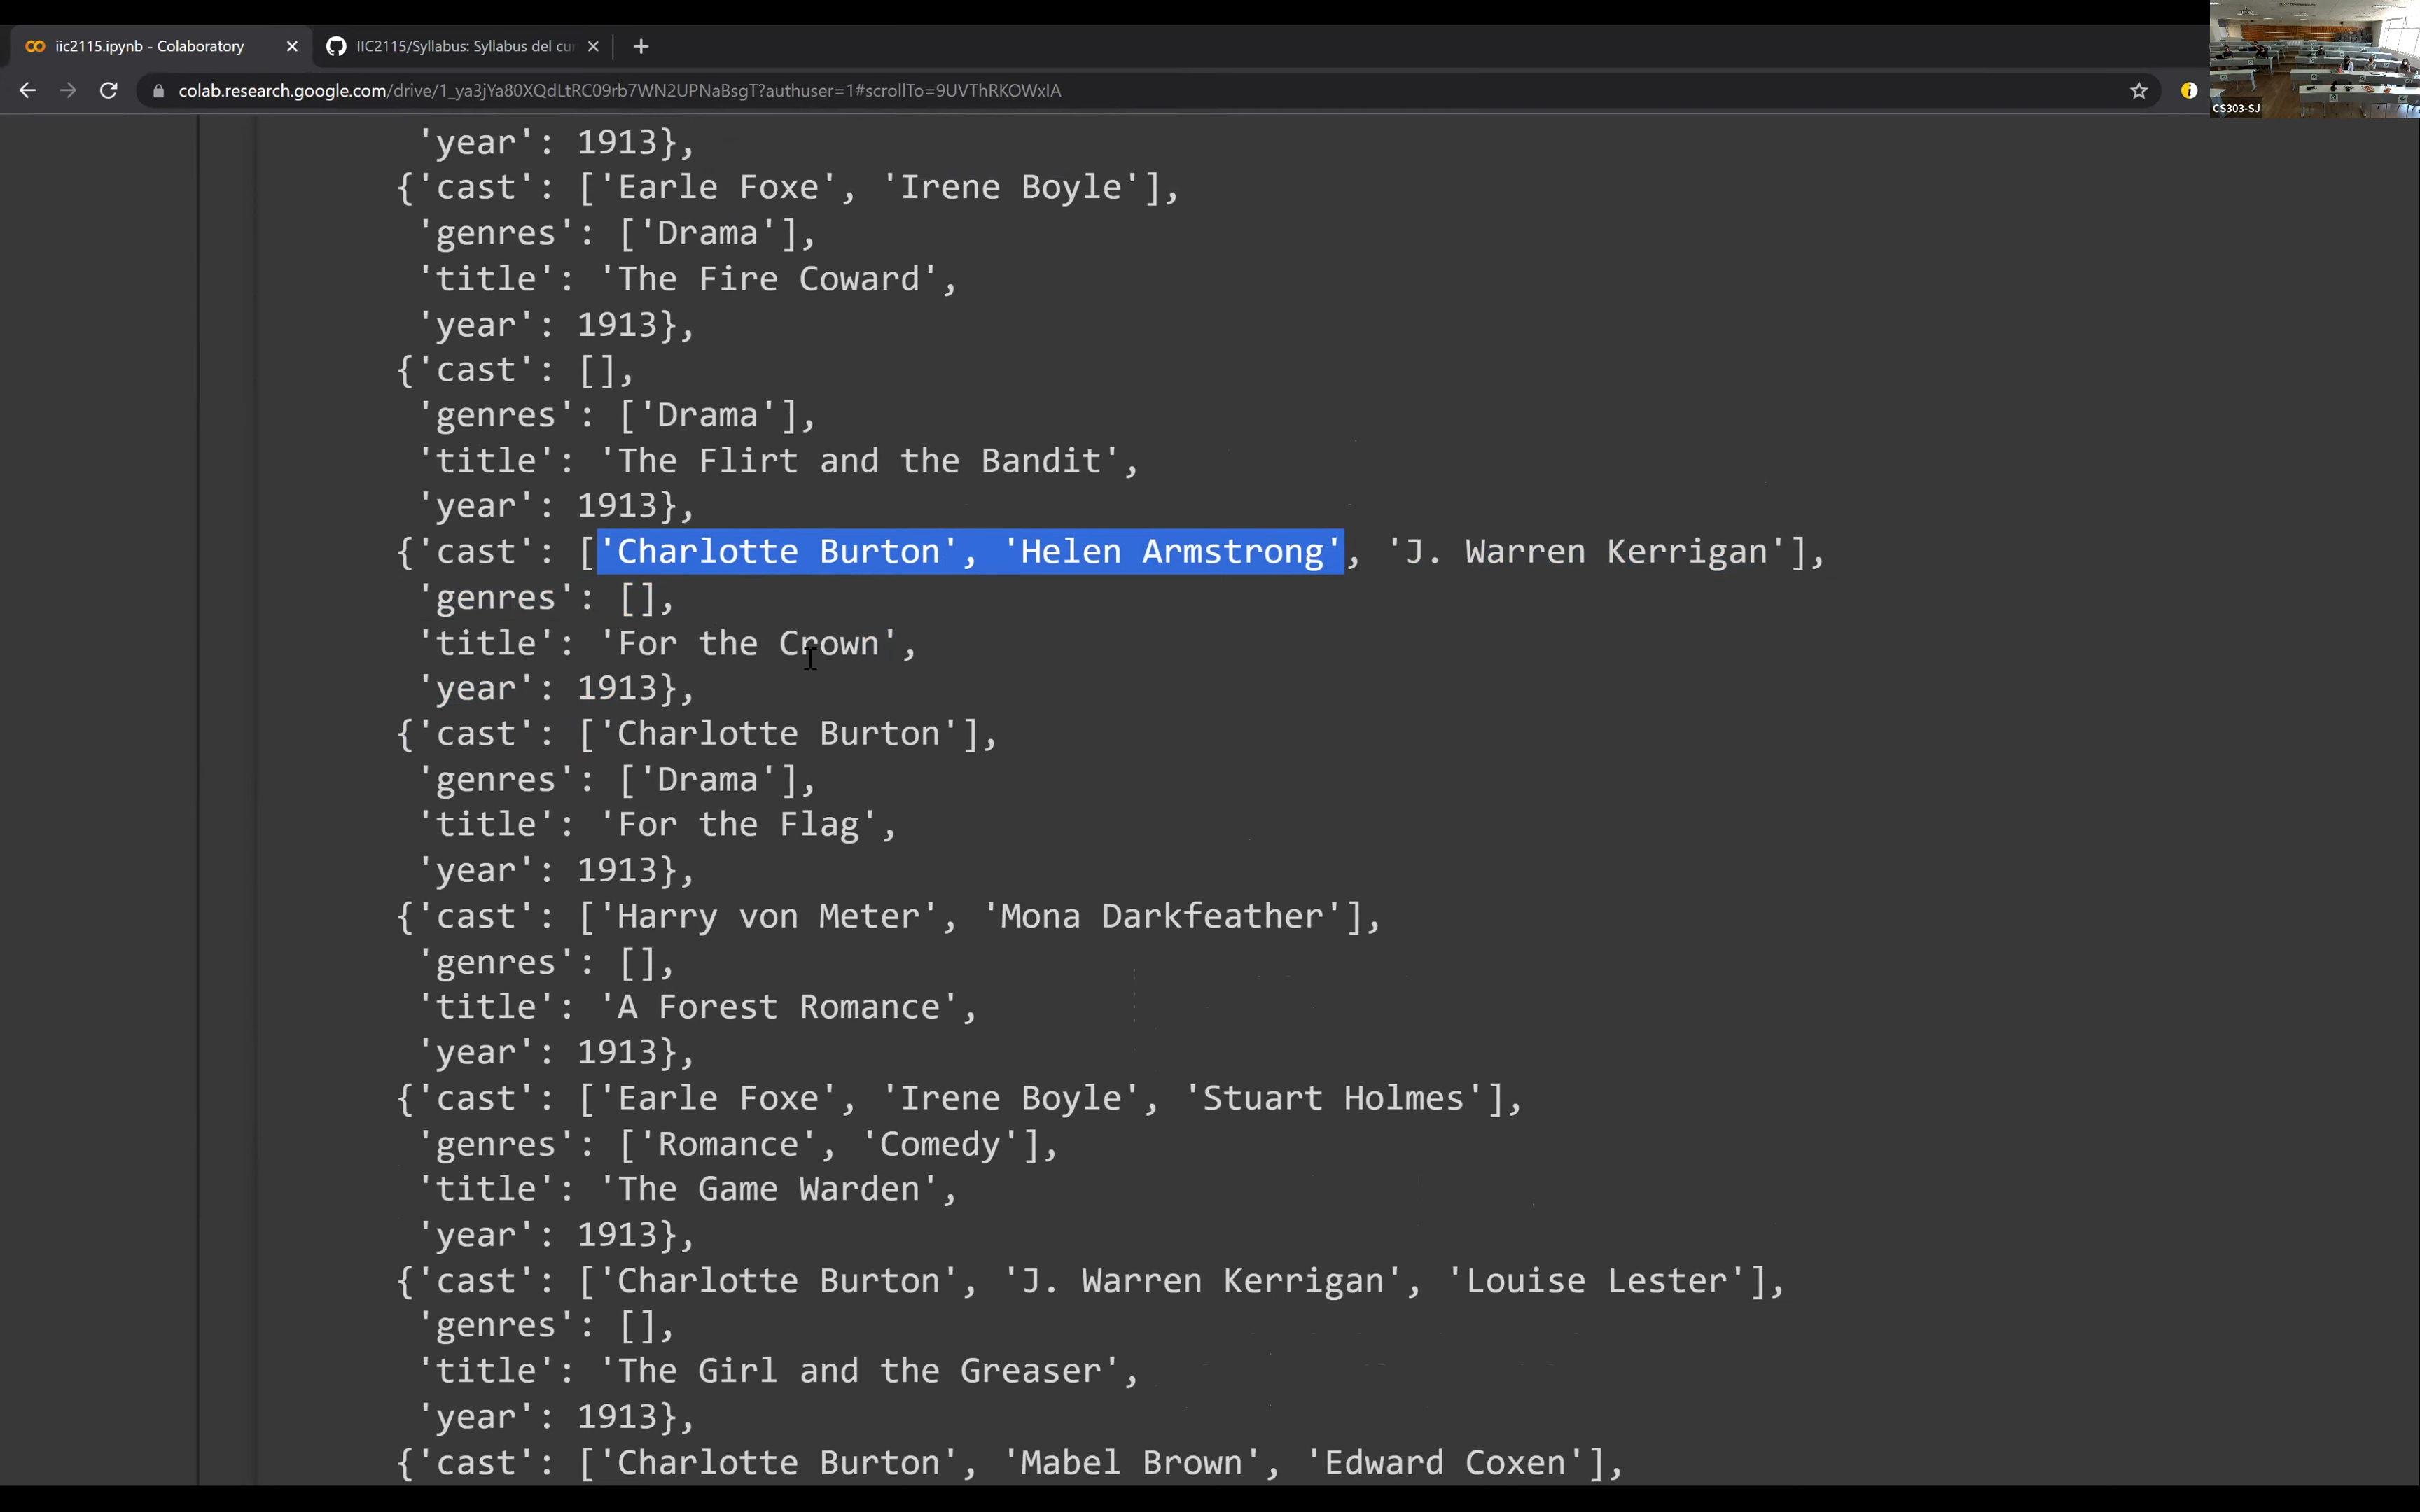 iic2115.ipynb - Colaboratory
IIC2115/Syllabus: Syllabus del cu
colab.research.google.com/drive/1_ya3jYa80XQdLtRC09rb7WN2UPNaBsgT?authuser=1#scrollTo=9UVThRKOWxIA
CS303-SJ
'year': 1913},
{'cast': ['Earle Foxe', 'Irene Boyle'],
'genres': ['Drama'],
'title': 'The Fire Coward',
'year': 1913},
{'cast': [],
'genres': ['Drama'],
'title': 'The Flirt and the Bandit',
'year': 1913},
{'cast': ['Charlotte Burton', 'Helen Armstrong', 'J. Warren Kerrigan'],
'genres': [],
'title': 'For the Crown',
'year': 1913},
{'cast': ['Charlotte Burton'],
'genres': ['Drama'],
'title': 'For the Flag',
'year': 1913},
{'cast': ['Harry von Meter', 'Mona Darkfeather'],
'genres': [],
'title': 'A Forest Romance',
'year': 1913},
{'cast': ['Earle Foxe', 'Irene Boyle', 'Stuart Holmes'],
'genres': ['Romance', 'Comedy'],
'title': 'The Game Warden',
'year': 1913},
{'cast': ['Charlotte Burton', 'J. Warren Kerrigan', 'Louise Lester'],
'genres': [],
'title': 'The Girl and the Greaser',
'year': 1913},
{'cast': ['Charlotte Burton', 'Mabel Brown', 'Edward Coxen'],